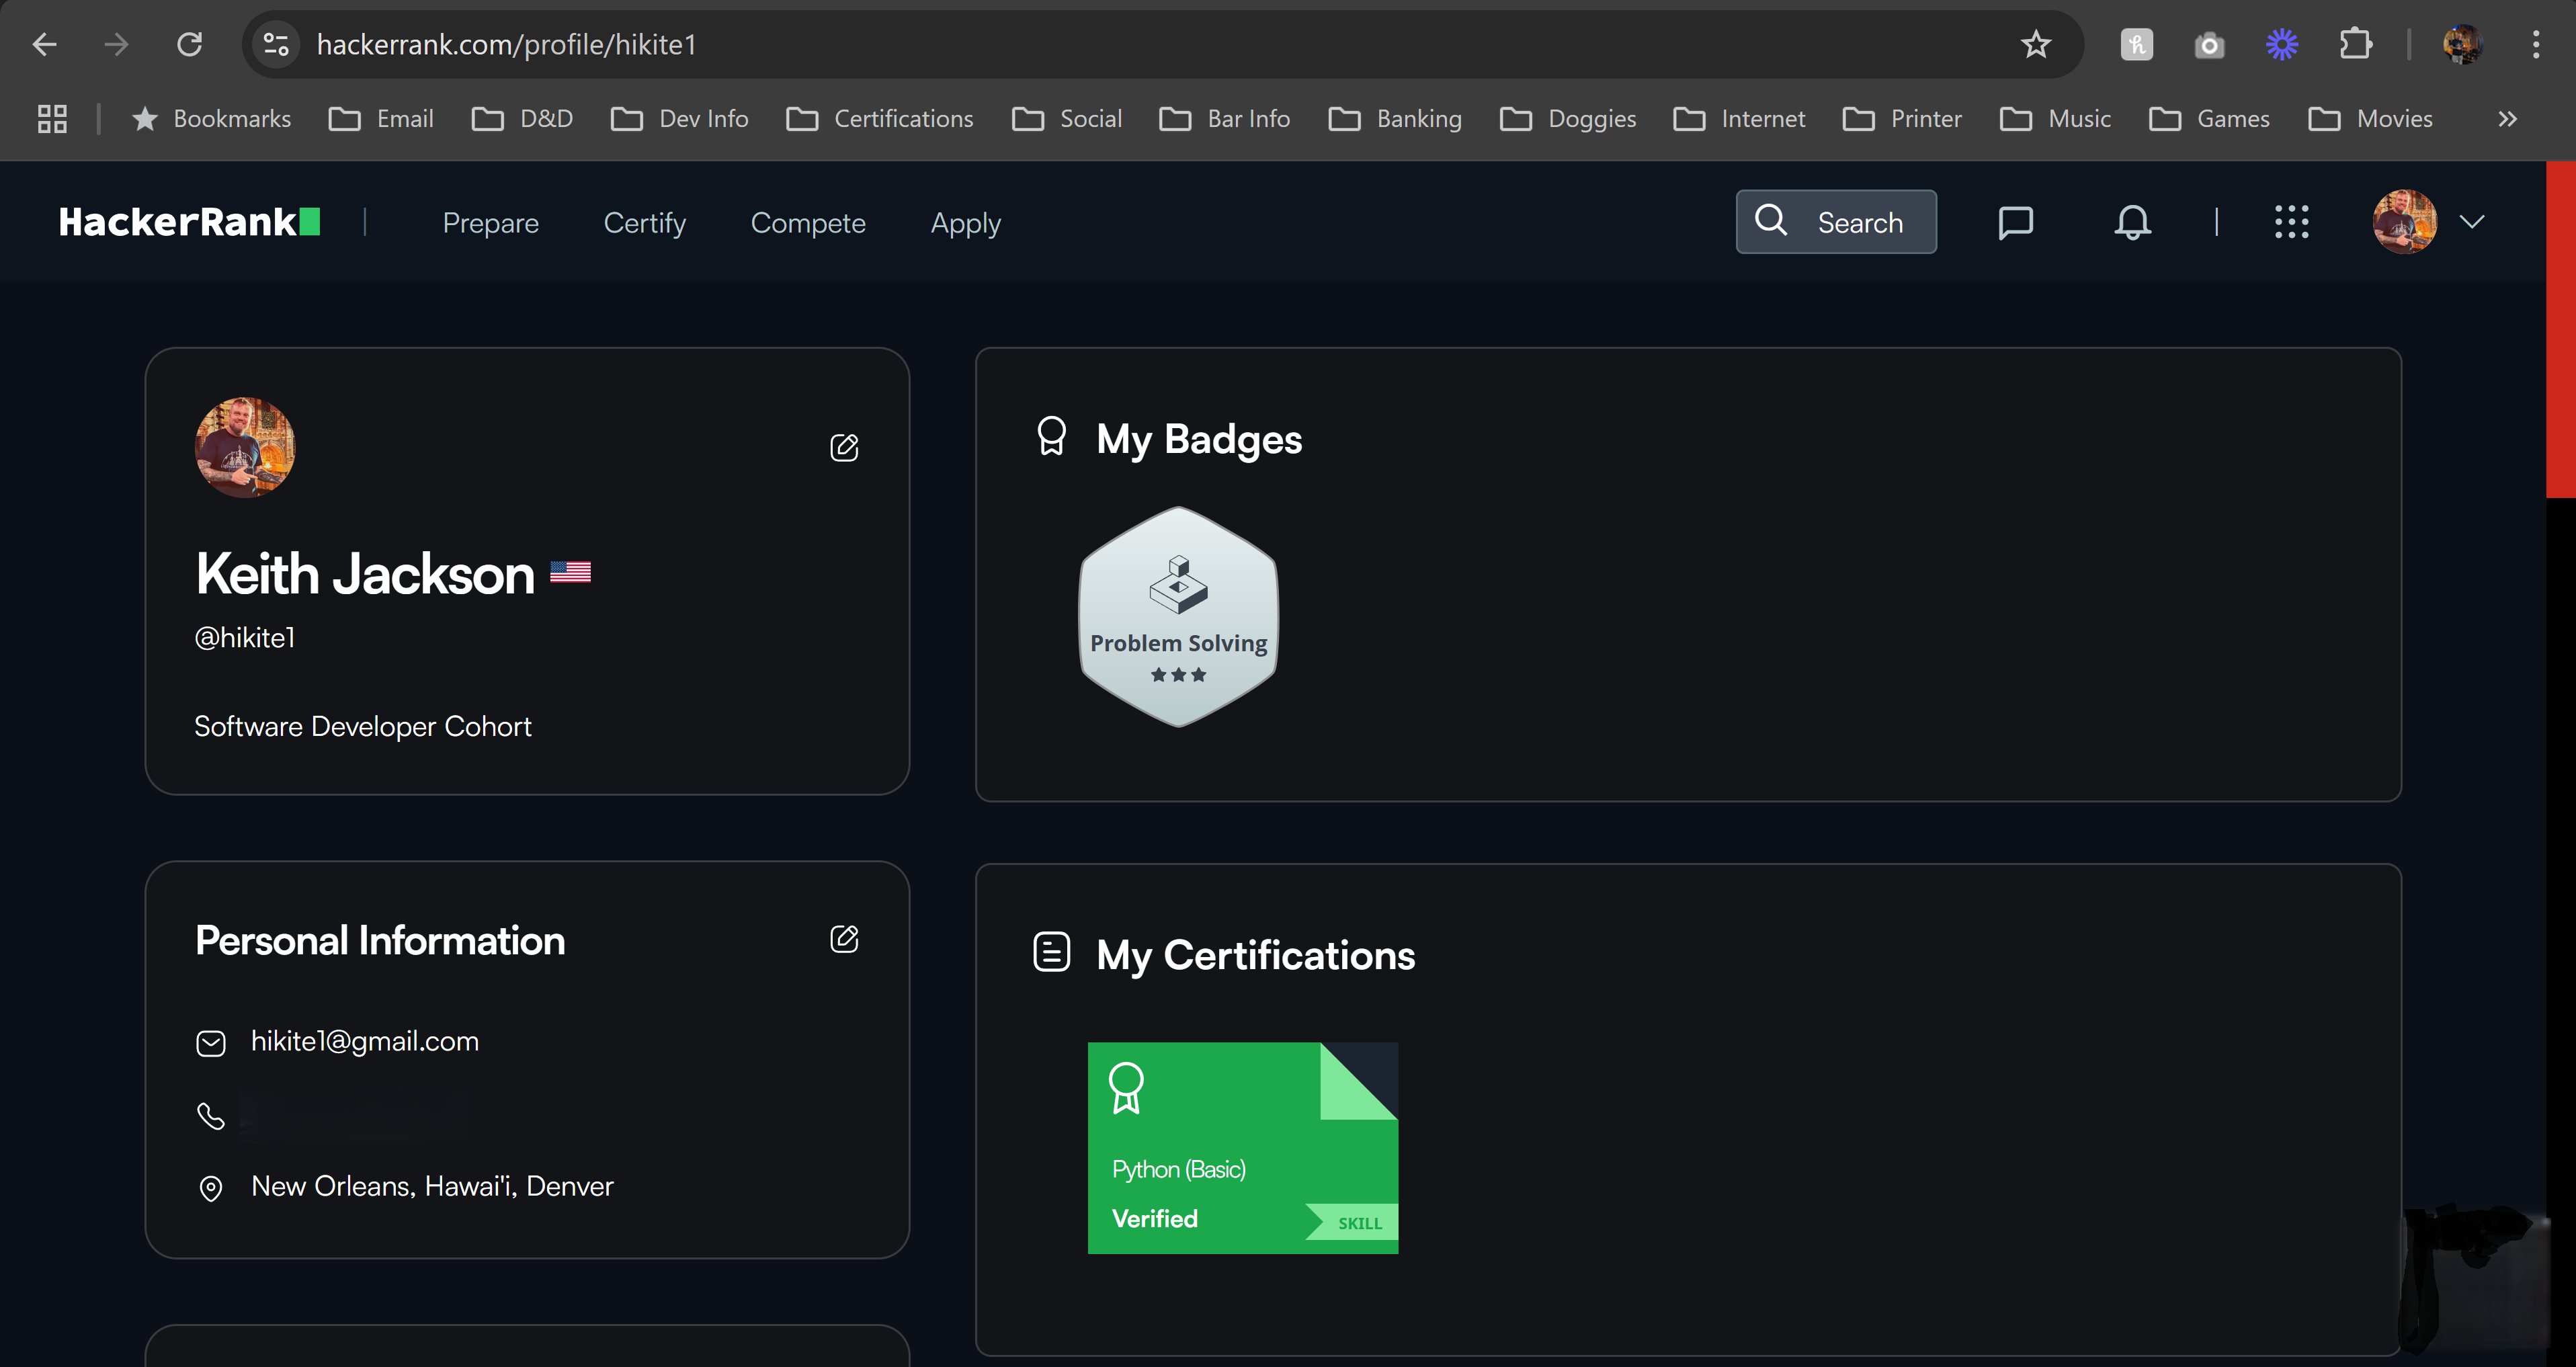 hackerrank.com/profile/hikite1
Bookmarks Email D&D Dev Info Certifications Social Bar Info Banking Doggies Internet Printer Music Games Movies
HackerRank Prepare Certify Compete Apply Search
Keith Jackson
@hikite1
Software Developer Cohort
My Badges
Problem Solving
Personal Information
hikite1@gmail.com
New Orleans, Hawai'i, Denver
My Certifications
Python (Basic)
Verified
SKILL